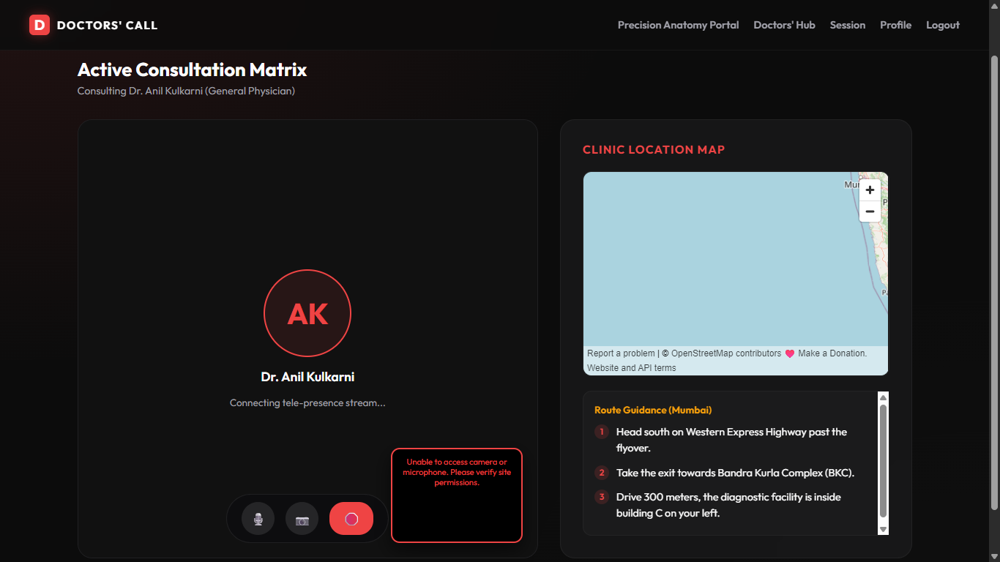 D DOCTORS' CALL
Precision Anatomy Portal Doctors' Hub Session Profile Logout
Active Consultation Matrix
Consulting Dr. Anil Kulkarni (General Physician)
AK
Dr. Anil Kulkarni
Connecting tele-presence stream...
Unable to access camera or
microphone. Please verify site
permissions.
CLINIC LOCATION MAP
+
−
Report a problem | © OpenStreetMap contributors ♥ Make a Donation.
Website and API terms
Route Guidance (Mumbai)
1 Head south on Western Express Highway past the
flyover.
2 Take the exit towards Bandra Kurla Complex (BKC).
3 Drive 300 meters, the diagnostic facility is inside
building C on your left.